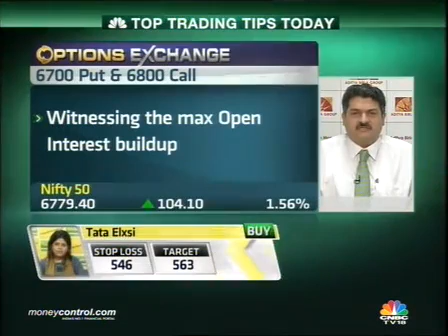 TOP TRADING TIPS TODAY
OPTIONS EXCHANGE
6700 Put & 6800 Call
Witnessing the max Open
Interest buildup
Nifty 50
6779.40 104.10 1.56%
Tata Elxsi BUY
STOP LOSS TARGET
546 563
moneycontrol.com
CNBC
TV18